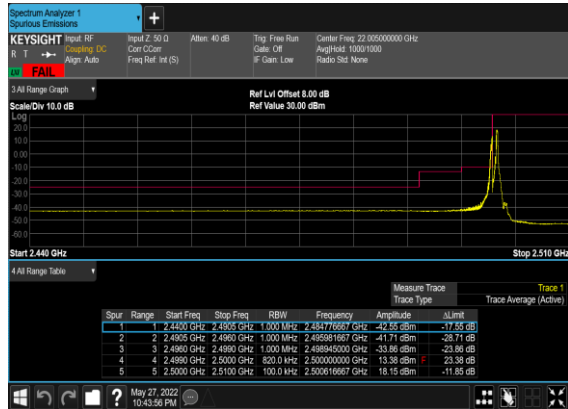 Spectrum Analyzer 1
Spurious Emissions
KEYSIGHT Input: RF Input Z: 50 Ω Atten: 40 dB Trig: Free Run Center Freq: 22.005000000 GHz
R T Coupling: DC Corr CCorr Gate: Off Avg|Hold: 1000/1000
Align: Auto Freq Ref: Int (S) IF Gain: Low Radio Std: None
LV FAIL
3 All Range Graph
Ref Lvl Offset 8.00 dB
Scale/Div 10.0 dB Ref Value 30.00 dBm
Log
20.0
10.0
0.00
-10.0
-20.0
-30.0
-40.0
-50.0
-60.0
Start 2.440 GHz Stop 2.510 GHz
4 All Range Table
Measure Trace Trace 1
Trace Type Trace Average (Active)
Spur Range Start Freq Stop Freq RBW Frequency Amplitude ΔLimit
1 1 2.4400 GHz 2.4905 GHz 1.000 MHz 2.484776667 GHz -42.55 dBm -17.55 dB
2 2 2.4905 GHz 2.4960 GHz 1.000 MHz 2.495981667 GHz -41.71 dBm -28.71 dB
3 3 2.4960 GHz 2.4990 GHz 1.000 MHz 2.498945000 GHz -33.86 dBm -23.86 dB
4 4 2.4990 GHz 2.5000 GHz 820.0 kHz 2.500000000 GHz 13.38 dBm F 23.38 dB
5 5 2.5000 GHz 2.5100 GHz 100.0 kHz 2.500616667 GHz 18.15 dBm -11.85 dB
May 27, 2022
10:43:56 PM